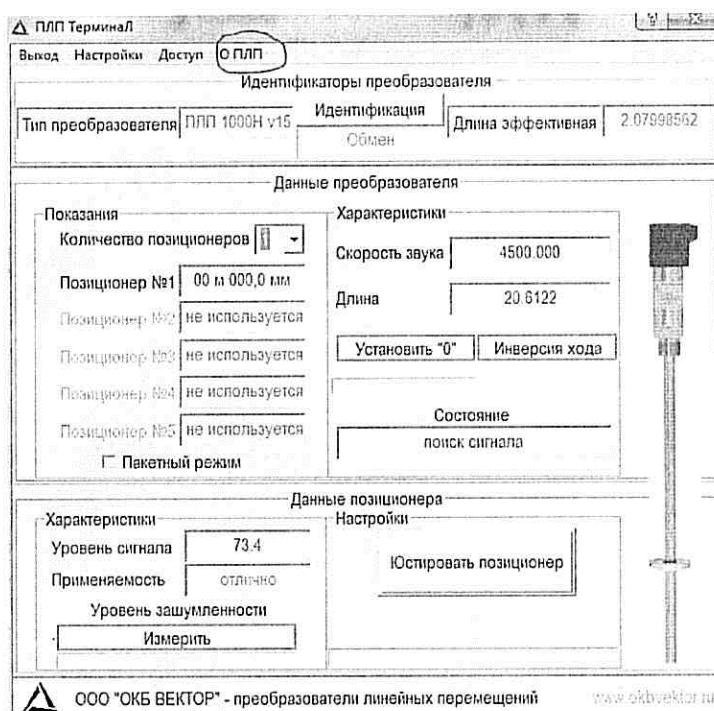 ПЛП ТерминаЛ
Выход Настройки Доступ О ПЛП
Идентификаторы преобразователя
Тип преобразователя ПЛП 1000Н v15 Идентификация Длина эффективная 2.07998562
Обмен
Данные преобразователя
Показания
Количество позиционеров 1
Позиционер №1 00 м 000,0 мм
Позиционер №2 не используется
Позиционер №3 не используется
Позиционер №4 не используется
Позиционер №5 не используется
Пакетный режим
Характеристики
Скорость звука 4500.000
Длина 20.6122
Установить "0" Инверсия хода
Состояние
поиск сигнала
Данные позиционера
Характеристики
Уровень сигнала 73.4
Применяемость отлично
Уровень зашумленности
Измерить
Настройки
Юстировать позиционер
ООО "ОКБ ВЕКТОР" - преобразователи линейных перемещений www.okbvektor.ru